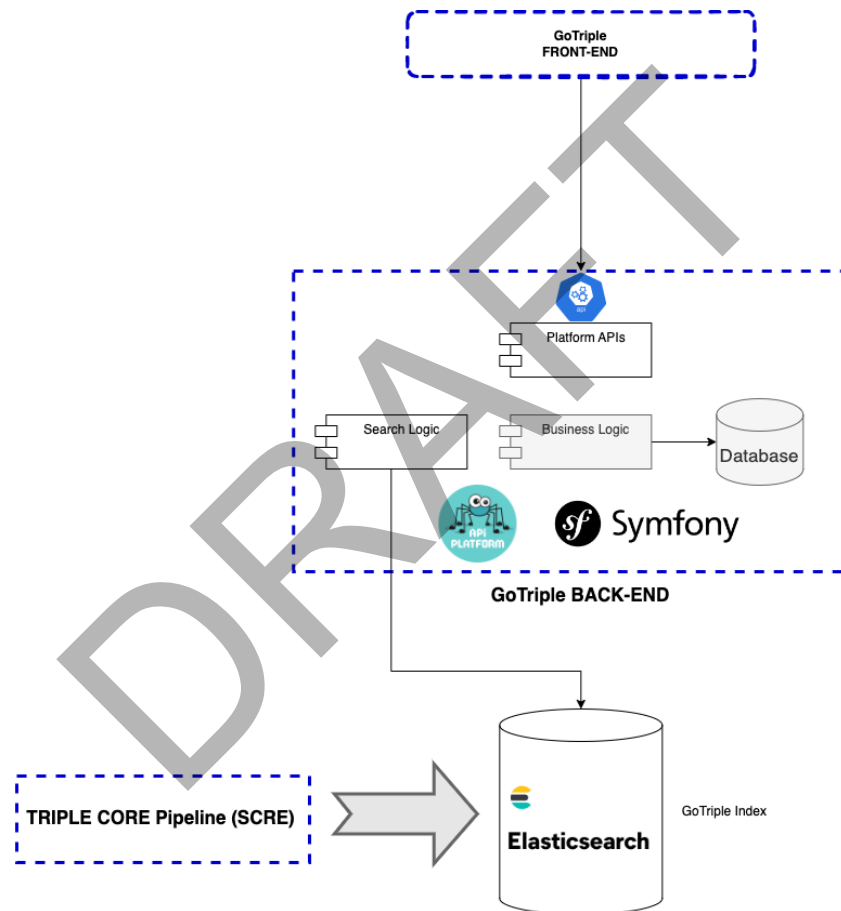 GoTriple
FRONT-END
api
Platform APIs
Search Logic
Business Logic
Database
API
PLATFORM
sf Symfony
GoTriple BACK-END
TRIPLE CORE Pipeline (SCRE)
Elasticsearch
GoTriple Index
DRAFT